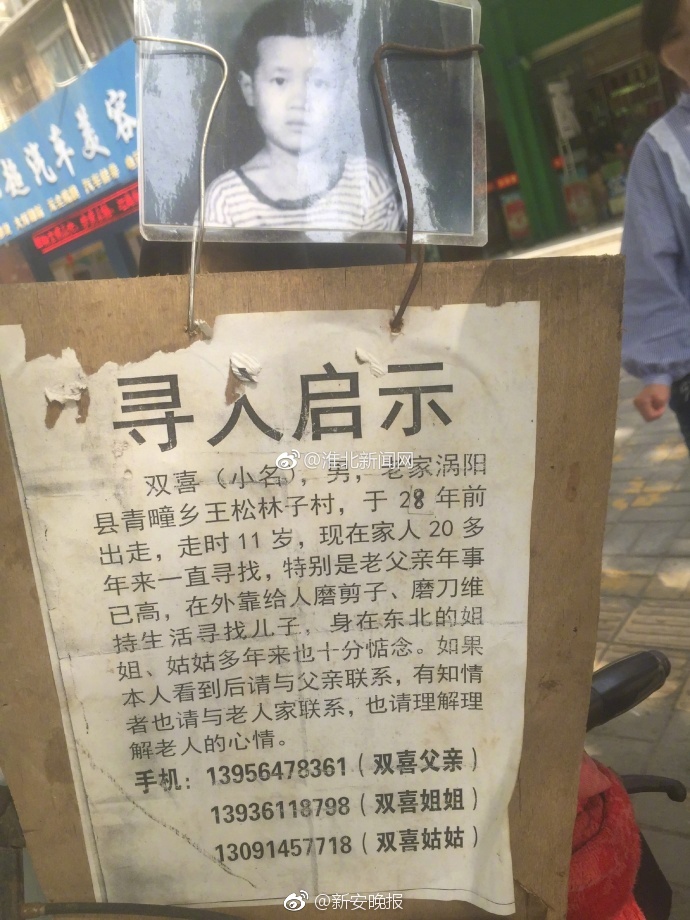 超汽车美容
寻人启示
@淮北新闻网
双喜（小名），男，老家涡阳
县青疃乡王松林子村，于28年前
出走，走时11岁，现在家人20多
年来一直寻找，特别是老父亲年事
已高，在外靠给人磨剪子、磨刀维
持生活寻找儿子，身在东北的姐
姐、姑姑多年来也十分惦念。如果
本人看到后请与父亲联系，有知情
者也请与老人家联系，也请理解理
解老人的心情。
手机：13956478361（双喜父亲）
13936118798（双喜姐姐）
13091457718（双喜姑姑）
@新安晚报